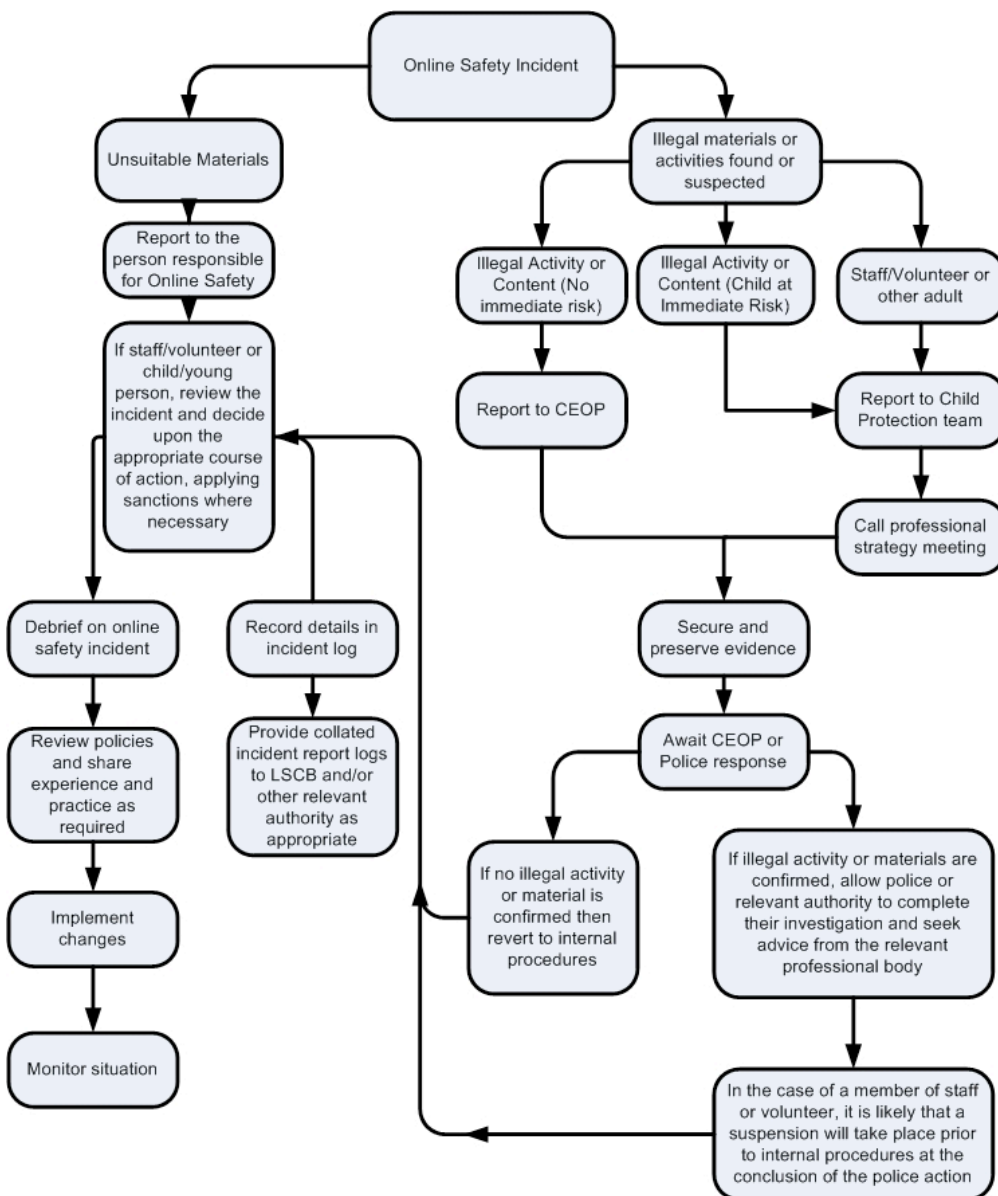 Online Safety Incident
Unsuitable Materials
Report to the
person responsible
for Online Safety
If staff/volunteer or
child/young
person, review the
incident and decide
upon the
appropriate course
of action, applying
sanctions where
necessary
Debrief on online
safety incident
Review policies
and share
experience and
practice as
required
Implement
changes
Monitor situation
Record details in
incident log
Provide collated
incident report logs
to LSCB and/or
other relevant
authority as
appropriate
Illegal materials or
activities found or
suspected
Illegal Activity or
Content (No
immediate risk)
Illegal Activity or
Content (Child at
Immediate Risk)
Staff/Volunteer or
other adult
Report to CEOP
Report to Child
Protection team
Call professional
strategy meeting
Secure and
preserve evidence
Await CEOP or
Police response
If no illegal activity
or material is
confirmed then
revert to internal
procedures
If illegal activity or materials are
confirmed, allow police or
relevant authority to complete
their investigation and seek
advice from the relevant
professional body
In the case of a member of staff
or volunteer, it is likely that a
suspension will take place prior
to internal procedures at the
conclusion of the police action